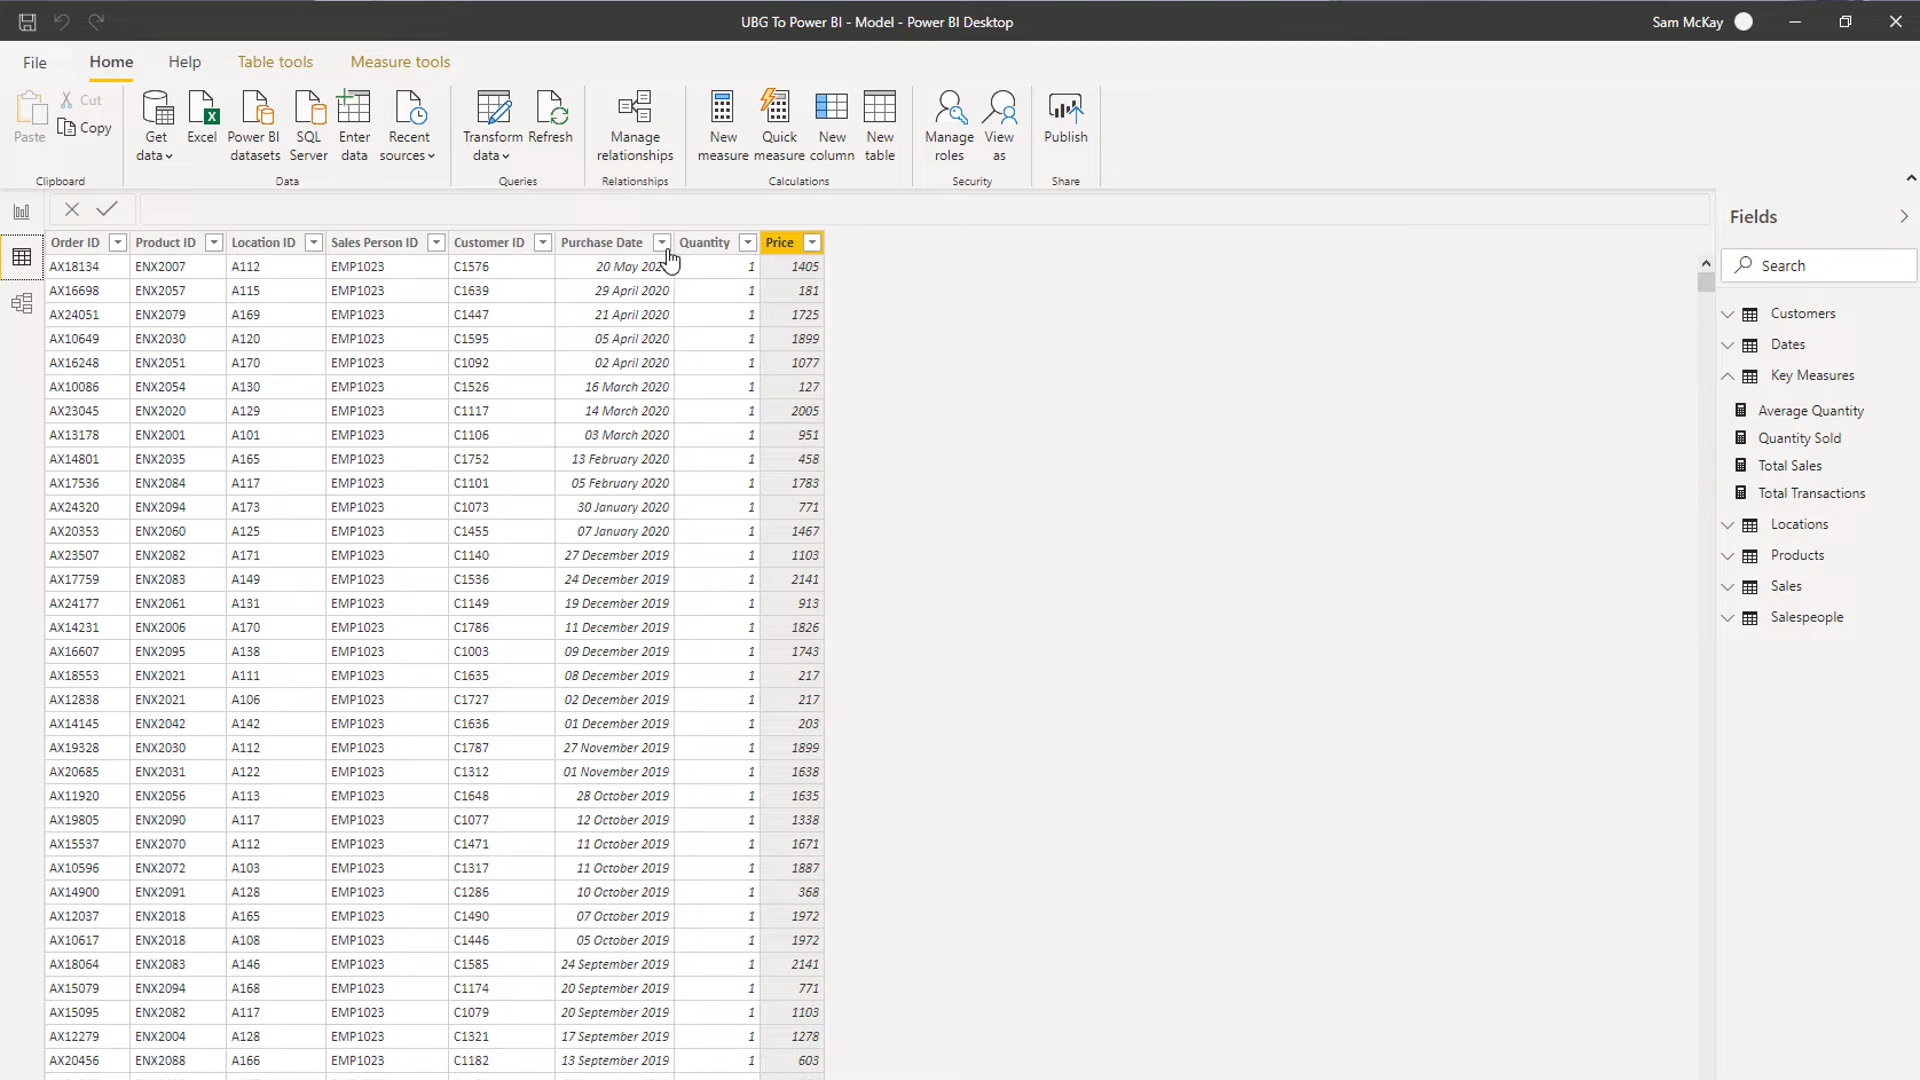 UBG To Power BI - Model - Power BI Desktop
Sam McKay
File Home Help Table tools Measure tools
Paste
Cut
Copy
Clipboard
Get data
Excel
Power BI datasets
SQL Server
Enter data
Recent sources
Data
Transform data
Refresh
Queries
Manage relationships
Relationships
New measure
Quick measure
New column
New table
Calculations
Manage roles
View as
Security
Publish
Share
Order ID Product ID Location ID Sales Person ID Customer ID Purchase Date Quantity Price
AX18134 ENX2007 A112 EMP1023 C1576 20 May 1 1405
AX16698 ENX2057 A115 EMP1023 C1639 29 April 2020 1 181
AX24051 ENX2079 A169 EMP1023 C1447 21 April 2020 1 1725
AX10649 ENX2030 A120 EMP1023 C1595 05 April 2020 1 1899
AX16248 ENX2051 A170 EMP1023 C1092 02 April 2020 1 1077
AX10086 ENX2054 A130 EMP1023 C1526 16 March 2020 1 127
AX23045 ENX2020 A129 EMP1023 C1117 14 March 2020 1 2005
AX13178 ENX2001 A101 EMP1023 C1106 03 March 2020 1 951
AX14801 ENX2035 A165 EMP1023 C1752 13 February 2020 1 458
AX17536 ENX2084 A117 EMP1023 C1101 05 February 2020 1 1783
AX24320 ENX2094 A173 EMP1023 C1073 30 January 2020 1 771
AX20353 ENX2060 A125 EMP1023 C1455 07 January 2020 1 1467
AX23507 ENX2082 A171 EMP1023 C1140 27 December 2019 1 1103
AX17759 ENX2083 A149 EMP1023 C1536 24 December 2019 1 2141
AX24177 ENX2061 A131 EMP1023 C1149 19 December 2019 1 913
AX14231 ENX2006 A170 EMP1023 C1786 11 December 2019 1 1826
AX16607 ENX2095 A138 EMP1023 C1003 09 December 2019 1 1743
AX18553 ENX2021 A111 EMP1023 C1635 08 December 2019 1 217
AX12838 ENX2021 A106 EMP1023 C1727 02 December 2019 1 217
AX14145 ENX2042 A142 EMP1023 C1636 01 December 2019 1 203
AX19328 ENX2030 A112 EMP1023 C1787 27 November 2019 1 1899
AX20685 ENX2031 A122 EMP1023 C1312 01 November 2019 1 1638
AX11920 ENX2056 A113 EMP1023 C1648 28 October 2019 1 1635
AX19805 ENX2090 A117 EMP1023 C1077 12 October 2019 1 1338
AX15537 ENX2070 A112 EMP1023 C1471 11 October 2019 1 1671
AX10596 ENX2072 A103 EMP1023 C1317 11 October 2019 1 1887
AX14900 ENX2091 A128 EMP1023 C1286 10 October 2019 1 368
AX12037 ENX2018 A165 EMP1023 C1490 07 October 2019 1 1972
AX10617 ENX2018 A108 EMP1023 C1446 05 October 2019 1 1972
AX18064 ENX2083 A146 EMP1023 C1585 24 September 2019 1 2141
AX15079 ENX2094 A168 EMP1023 C1174 20 September 2019 1 771
AX15095 ENX2082 A117 EMP1023 C1079 20 September 2019 1 1103
AX12279 ENX2004 A128 EMP1023 C1321 17 September 2019 1 1278
AX20456 ENX2088 A166 EMP1023 C1182 13 September 2019 1 603
Fields
Search
Customers
Dates
Key Measures
Average Quantity
Quantity Sold
Total Sales
Total Transactions
Locations
Products
Sales
Salespeople